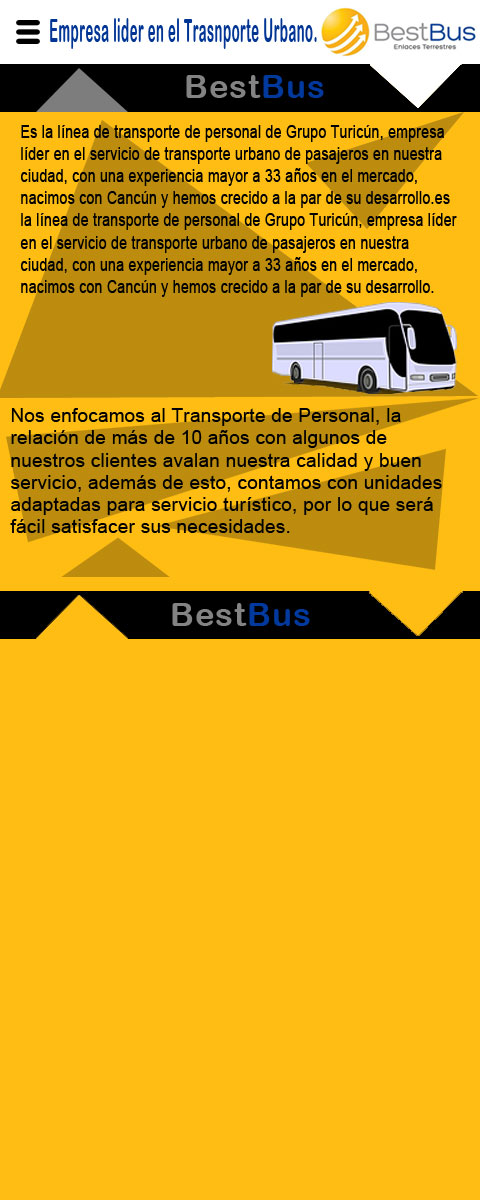 Empresa lider en el Trasnporte Urbano.
BestBus
Enlaces Terrestres
BestBus
Es la línea de transporte de personal de Grupo Turicún, empresa
líder en el servicio de transporte urbano de pasajeros en nuestra
ciudad, con una experiencia mayor a 33 años en el mercado,
nacimos con Cancún y hemos crecido a la par de su desarrollo.es
la línea de transporte de personal de Grupo Turicún, empresa líder
en el servicio de transporte urbano de pasajeros en nuestra
ciudad, con una experiencia mayor a 33 años en el mercado,
nacimos con Cancún y hemos crecido a la par de su desarrollo.
Nos enfocamos al Transporte de Personal, la
relación de más de 10 años con algunos de
nuestros clientes avalan nuestra calidad y buen
servicio, además de esto, contamos con unidades
adaptadas para servicio turístico, por lo que será
fácil satisfacer sus necesidades.
BestBus